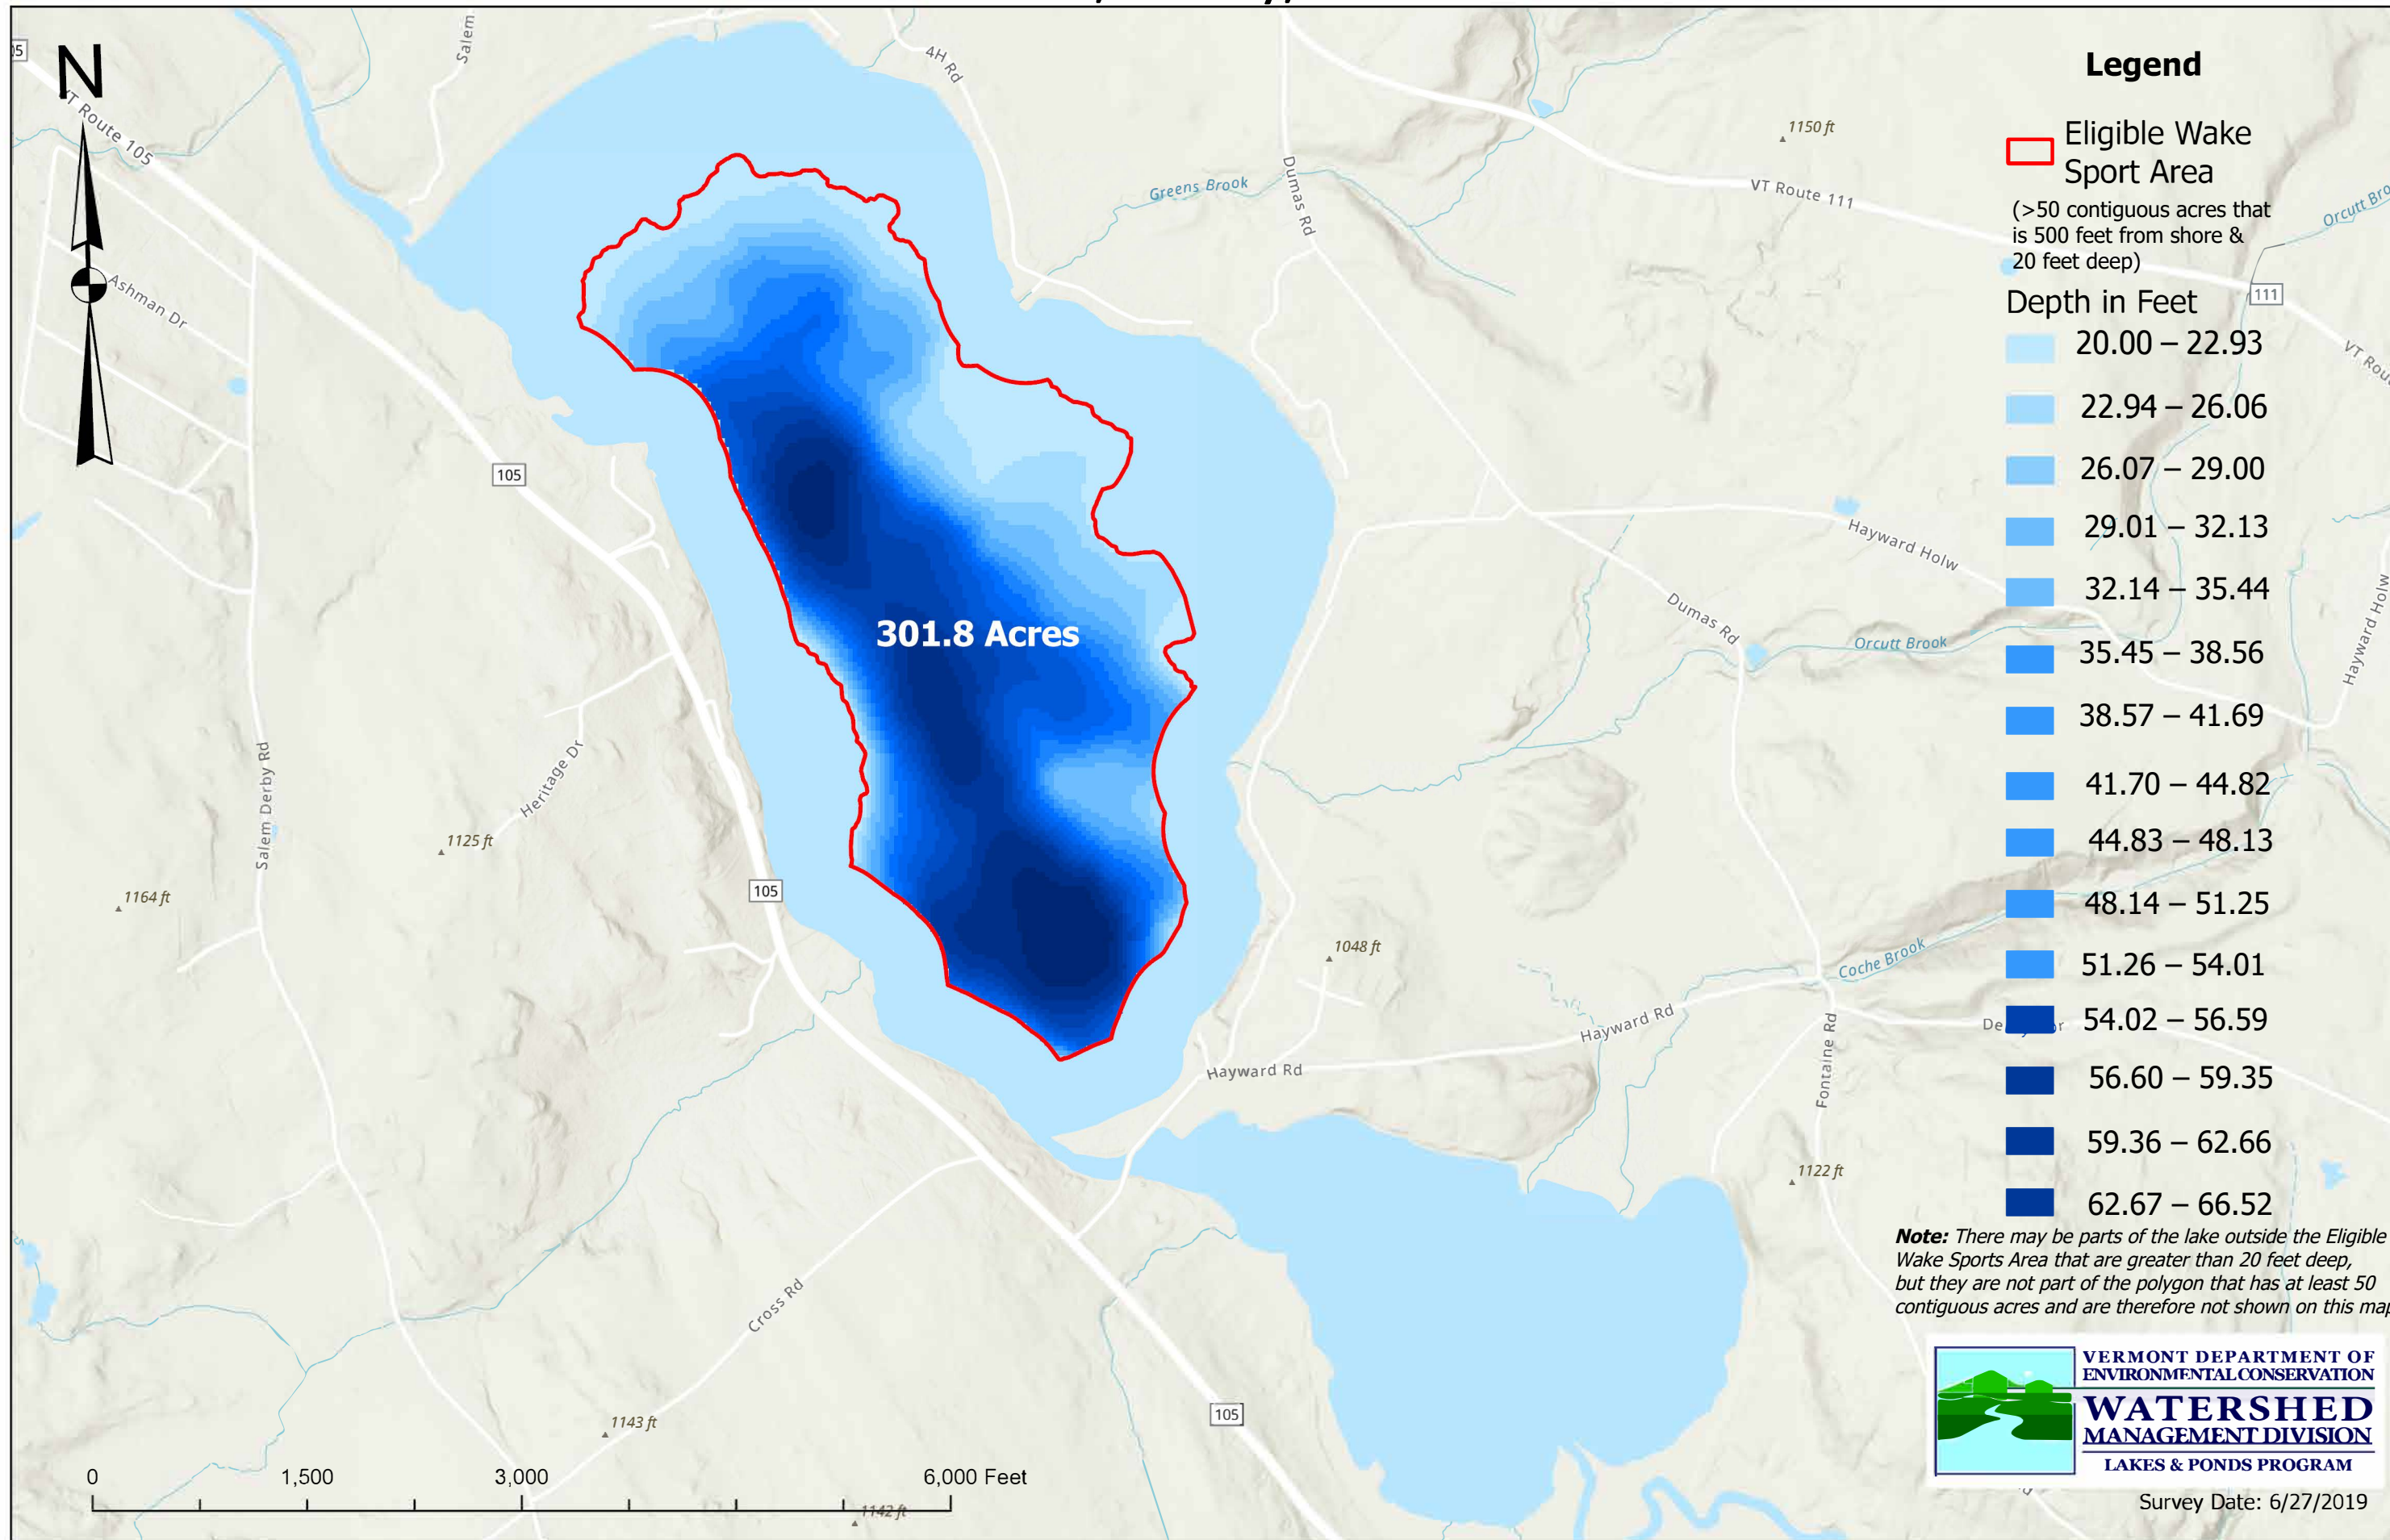 N
Salem
4H Rd
VT Route 105
Ashman Dr
105
Greens Brook
Dumas Rd
1150 ft
VT Route 111
111
Hayward Holw
Hayward Holw
Dumas Rd
Orcutt Brook
301.8 Acres
Salem Derby Rd
Heritage Dr
1125 ft
1164 ft
105
1048 ft
Coche Brook
Hayward Rd
Hayward Rd
Fontaine Rd
1122 ft
Cross Rd
1143 ft
105
1142 ft
0 1,500 3,000 6,000 Feet
Legend
Eligible Wake
Sport Area
(>50 contiguous acres that
is 500 feet from shore &
20 feet deep)
Depth in Feet
20.00 – 22.93
22.94 – 26.06
26.07 – 29.00
29.01 – 32.13
32.14 – 35.44
35.45 – 38.56
38.57 – 41.69
41.70 – 44.82
44.83 – 48.13
48.14 – 51.25
51.26 – 54.01
54.02 – 56.59
56.60 – 59.35
59.36 – 62.66
62.67 – 66.52
Note: There may be parts of the lake outside the Eligible
Wake Sports Area that are greater than 20 feet deep,
but they are not part of the polygon that has at least 50
contiguous acres and are therefore not shown on this map
VERMONT DEPARTMENT OF
ENVIRONMENTAL CONSERVATION
WATERSHED
MANAGEMENT DIVISION
LAKES & PONDS PROGRAM
Survey Date: 6/27/2019